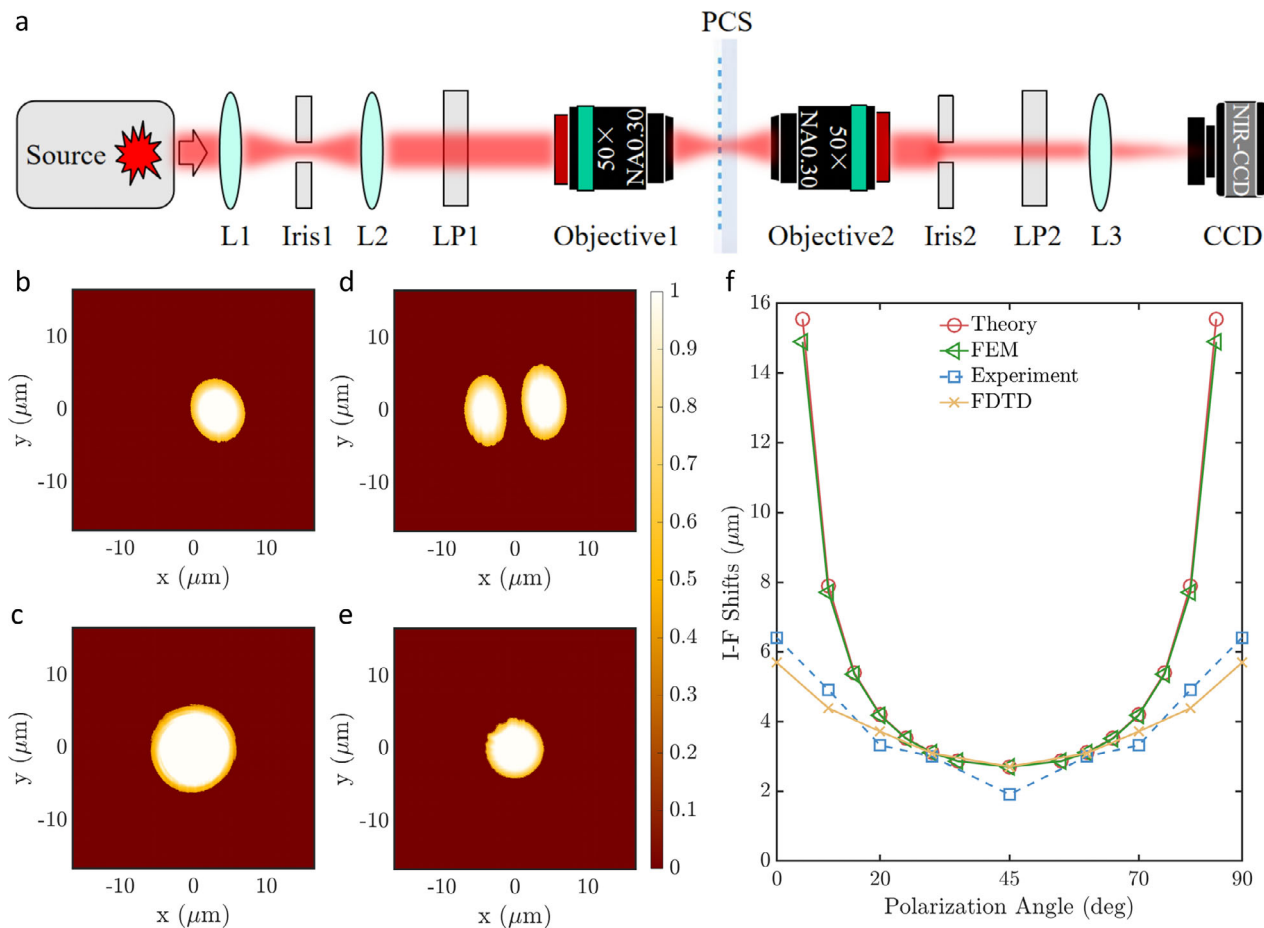 a
PCS
Source
50×
NA0.30
50×
NA0.30
NIR-CCD
L1
Iris1
L2
LP1
Objective1
Objective2
Iris2
LP2
L3
CCD
b
10
0
-10
y (μm)
-10
0
10
x (μm)
d
10
0
-10
y (μm)
-10
0
10
x (μm)
c
10
0
-10
y (μm)
-10
0
10
x (μm)
e
10
0
-10
y (μm)
-10
0
10
x (μm)
1
0.9
0.8
0.7
0.6
0.5
0.4
0.3
0.2
0.1
0
f
16
14
12
10
8
6
4
2
0
I-F Shifts (μm)
Theory
FEM
Experiment
FDTD
0
20
45
70
90
Polarization Angle (deg)